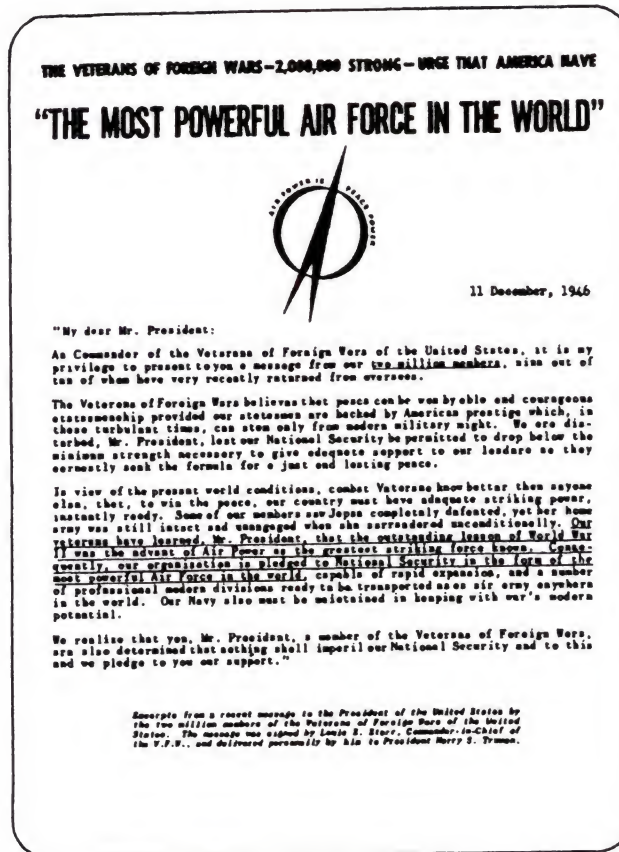 THE VETERANS OF FOREIGN WARS—2,000,000 STRONG—URGE THAT AMERICA HAVE
“THE MOST POWERFUL AIR FORCE IN THE WORLD”
AIR POWER IS PEACE POWER
11 December, 1946
"My dear Mr. President:
As Commander of the Veterans of Foreign Wars of the United States, it is my
privilege to present to you a message from our two million members, nine out of
ten of whom have very recently returned from overseas.
The Veterans of Foreign Wars believes that peace can be won by able and courageous
statesmanship provided our statesmen are backed by American prestige which, in
these turbulent times, can stem only from modern military might. We are dis-
turbed, Mr. President, lest our National Security be permitted to drop below the
minimum strength necessary to give adequate support to our leaders as they
earnestly seek the formula for a just and lasting peace.
In view of the present world conditions, combat Veterans know better than anyone
else, that, to win the peace, our country must have adequate striking power,
instantly ready. Some of our members saw Japan completely defeated, yet her home
army was still intact and unengaged when she surrendered unconditionally. Our
veterans have learned, Mr. President, that the outstanding lesson of World War
II was the advent of Air Power as the greatest striking force known. Conse-
quently, our organization is pledged to National Security in the form of the
most powerful Air Force in the world, capable of rapid expansion, and a number
of professional modern divisions ready to be transported as an air army anywhere
in the world. Our Navy also must be maintained in keeping with war's modern
potential.
We realize that you, Mr. President, a member of the Veterans of Foreign Wars,
are also determined that nothing shall imperil our National Security and to this
end we pledge to you our support."
Excerpts from a recent message to the President of the United States by
the two million members of the Veterans of Foreign Wars of the United
States. The message was signed by Louis E. Starr, Commander-in-Chief of
the V.F.W., and delivered personally by him to President Harry S. Truman.